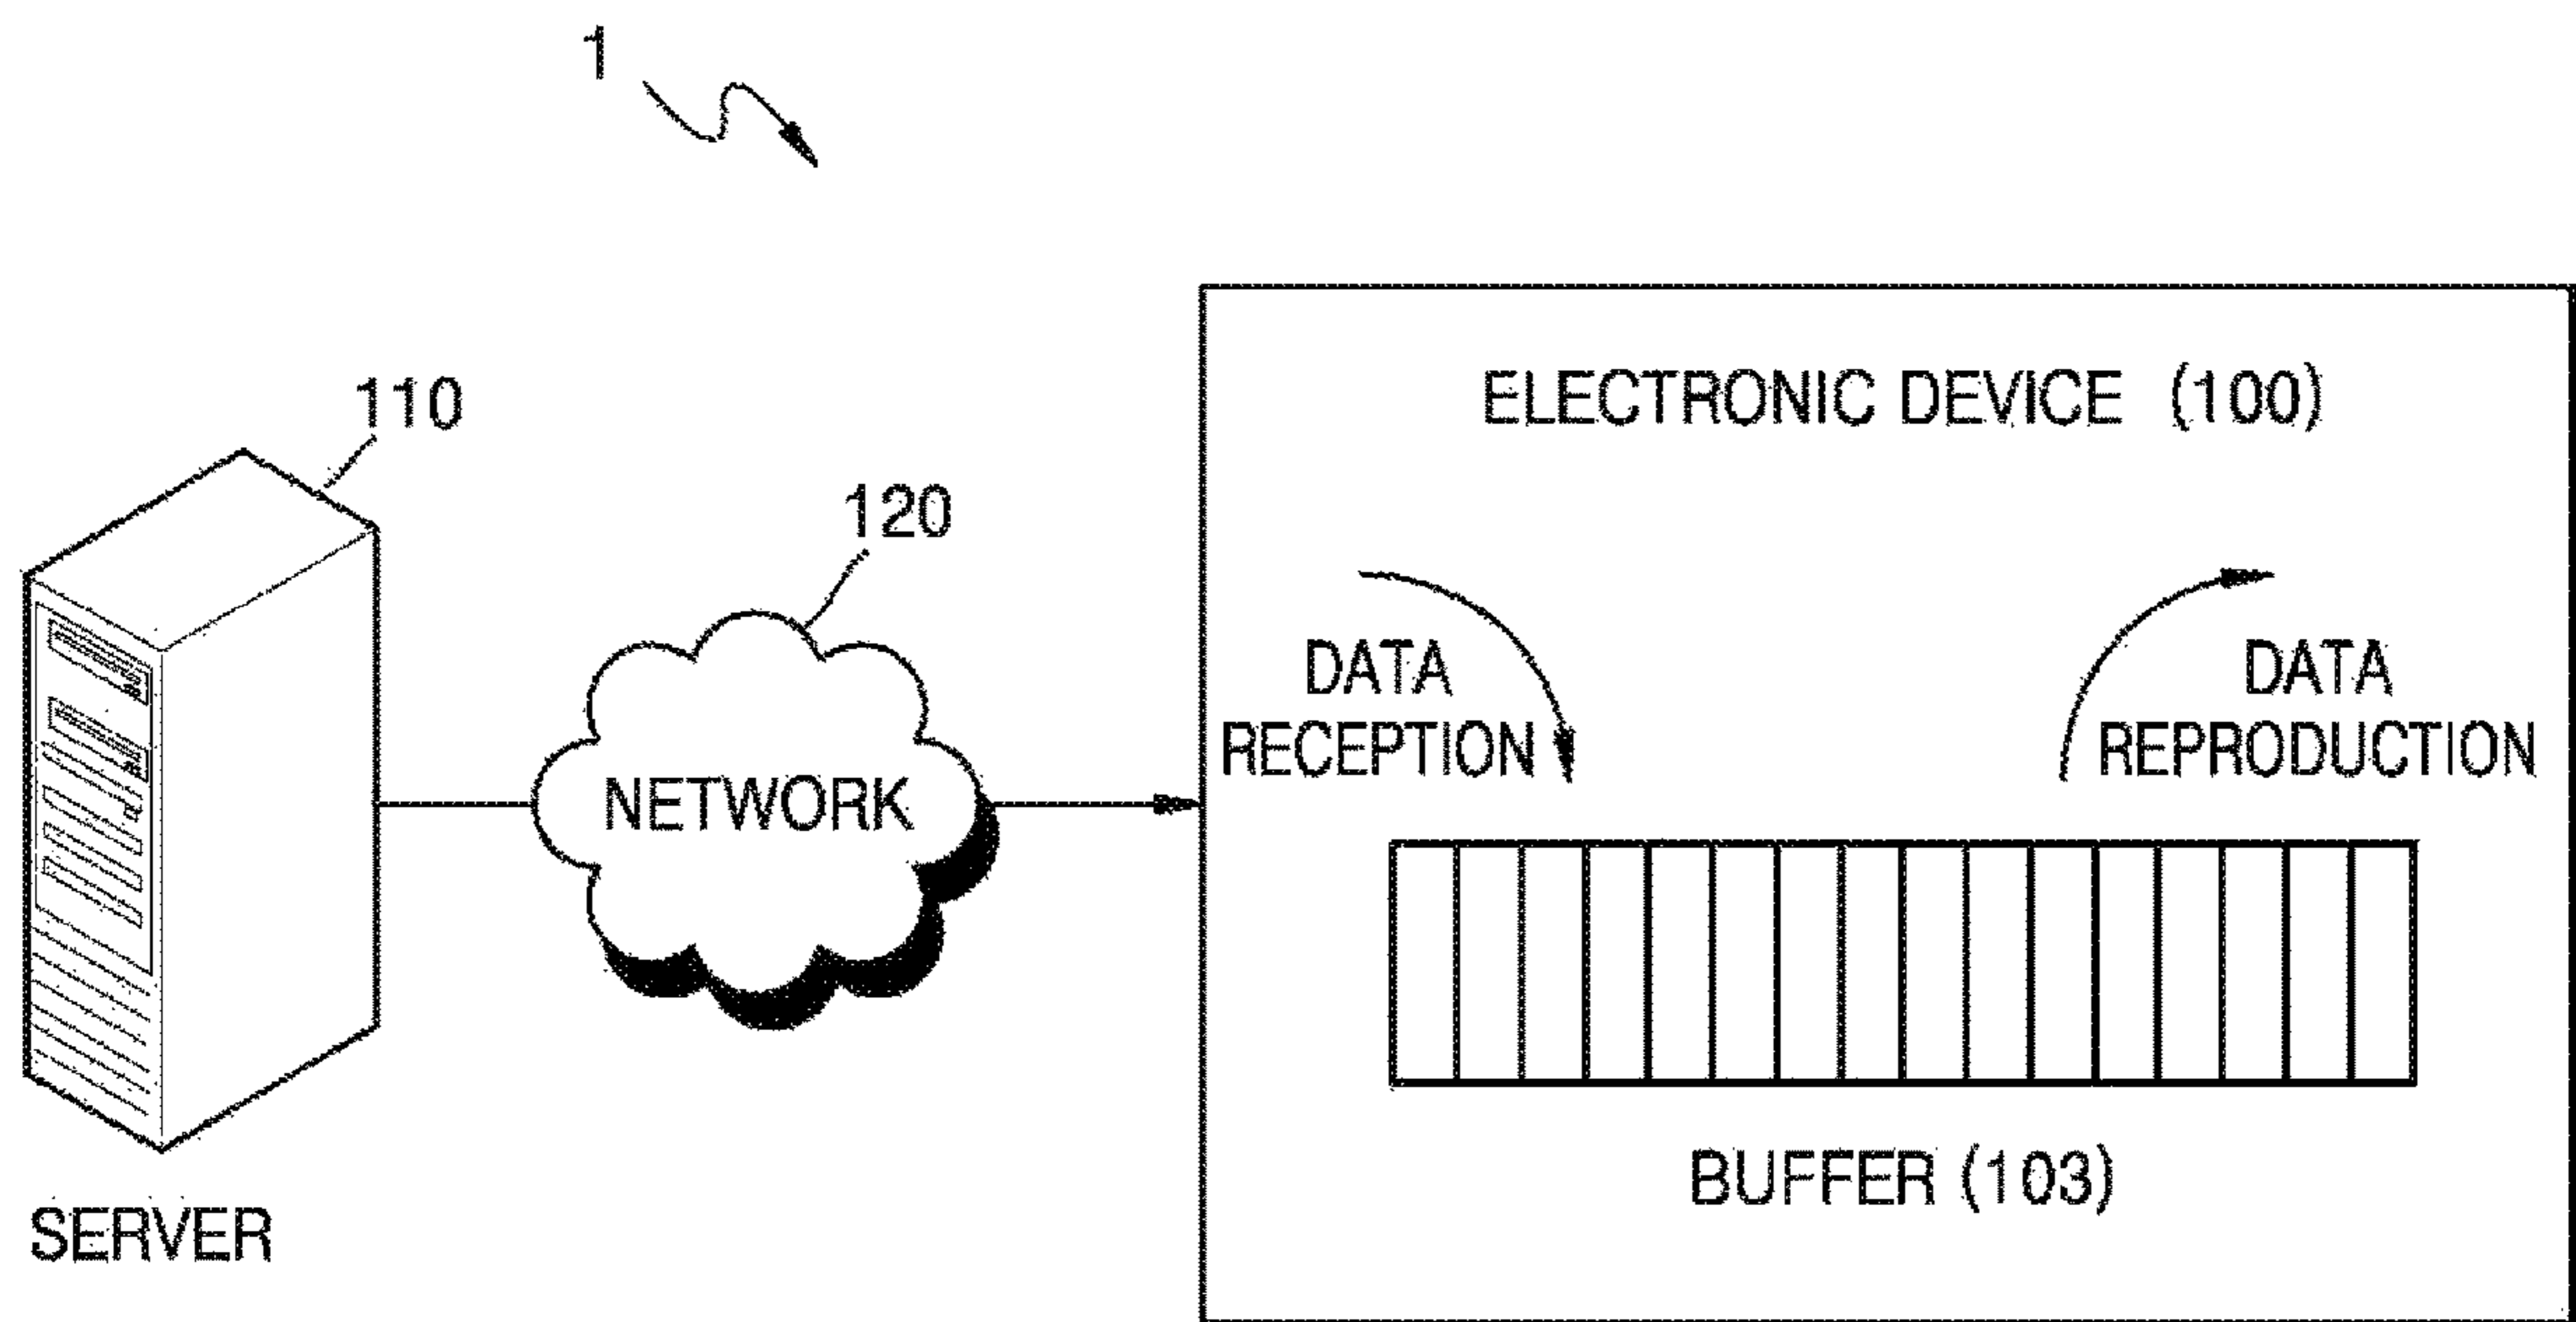 1
110
120
SERVER
NETWORK
ELECTRONIC DEVICE (100)
DATA
RECEPTION
DATA
REPRODUCTION
BUFFER (103)